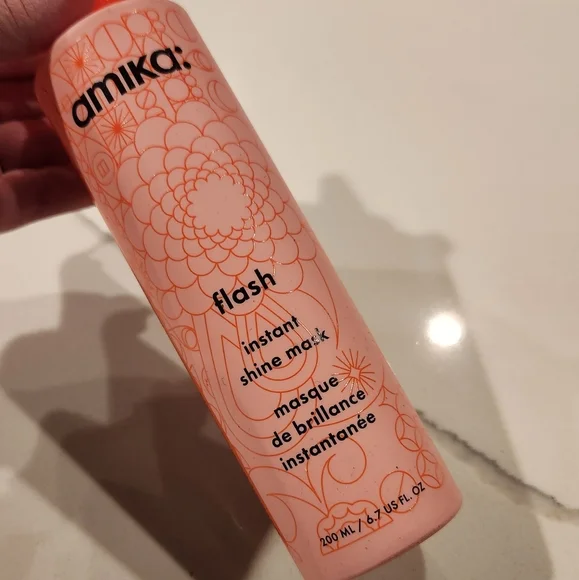 amika:
flash
instant
shine mask
masque
de brillance
instantanée
200 ML / 6.7 US FL. OZ